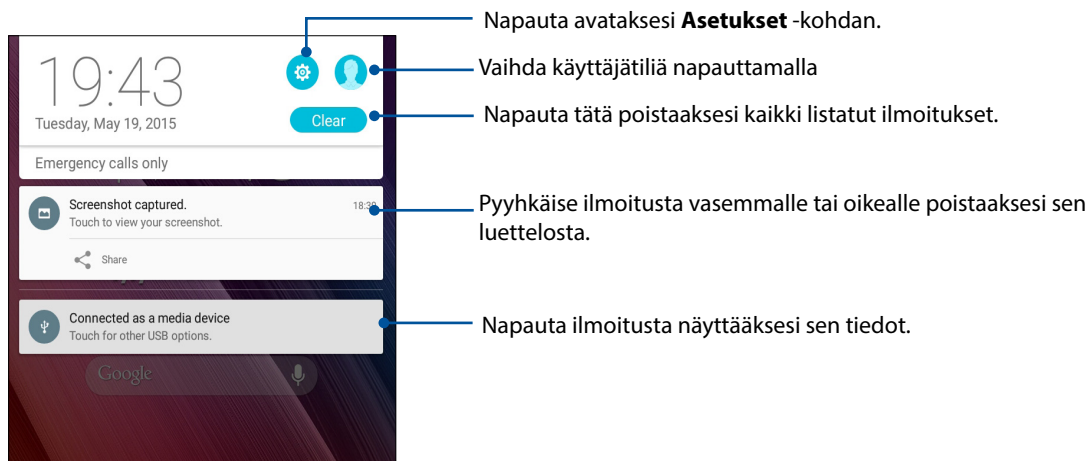 Napauta avataksesi Asetukset -kohdan.
19:43
Vaihda käyttäjätiliä napauttamalla
Tuesday, May 19, 2015
Clear
Napauta tätä poistaaksesi kaikki listatut ilmoitukset.
Emergency calls only
Screenshot captured.
18:39
Touch to view your screenshot.
Share
Pyyhkäise ilmoitusta vasemmalle tai oikealle poistaaksesi sen
luettelosta.
Connected as a media device
Touch for other USB options.
Napauta ilmoitusta näyttääksesi sen tiedot.
Google